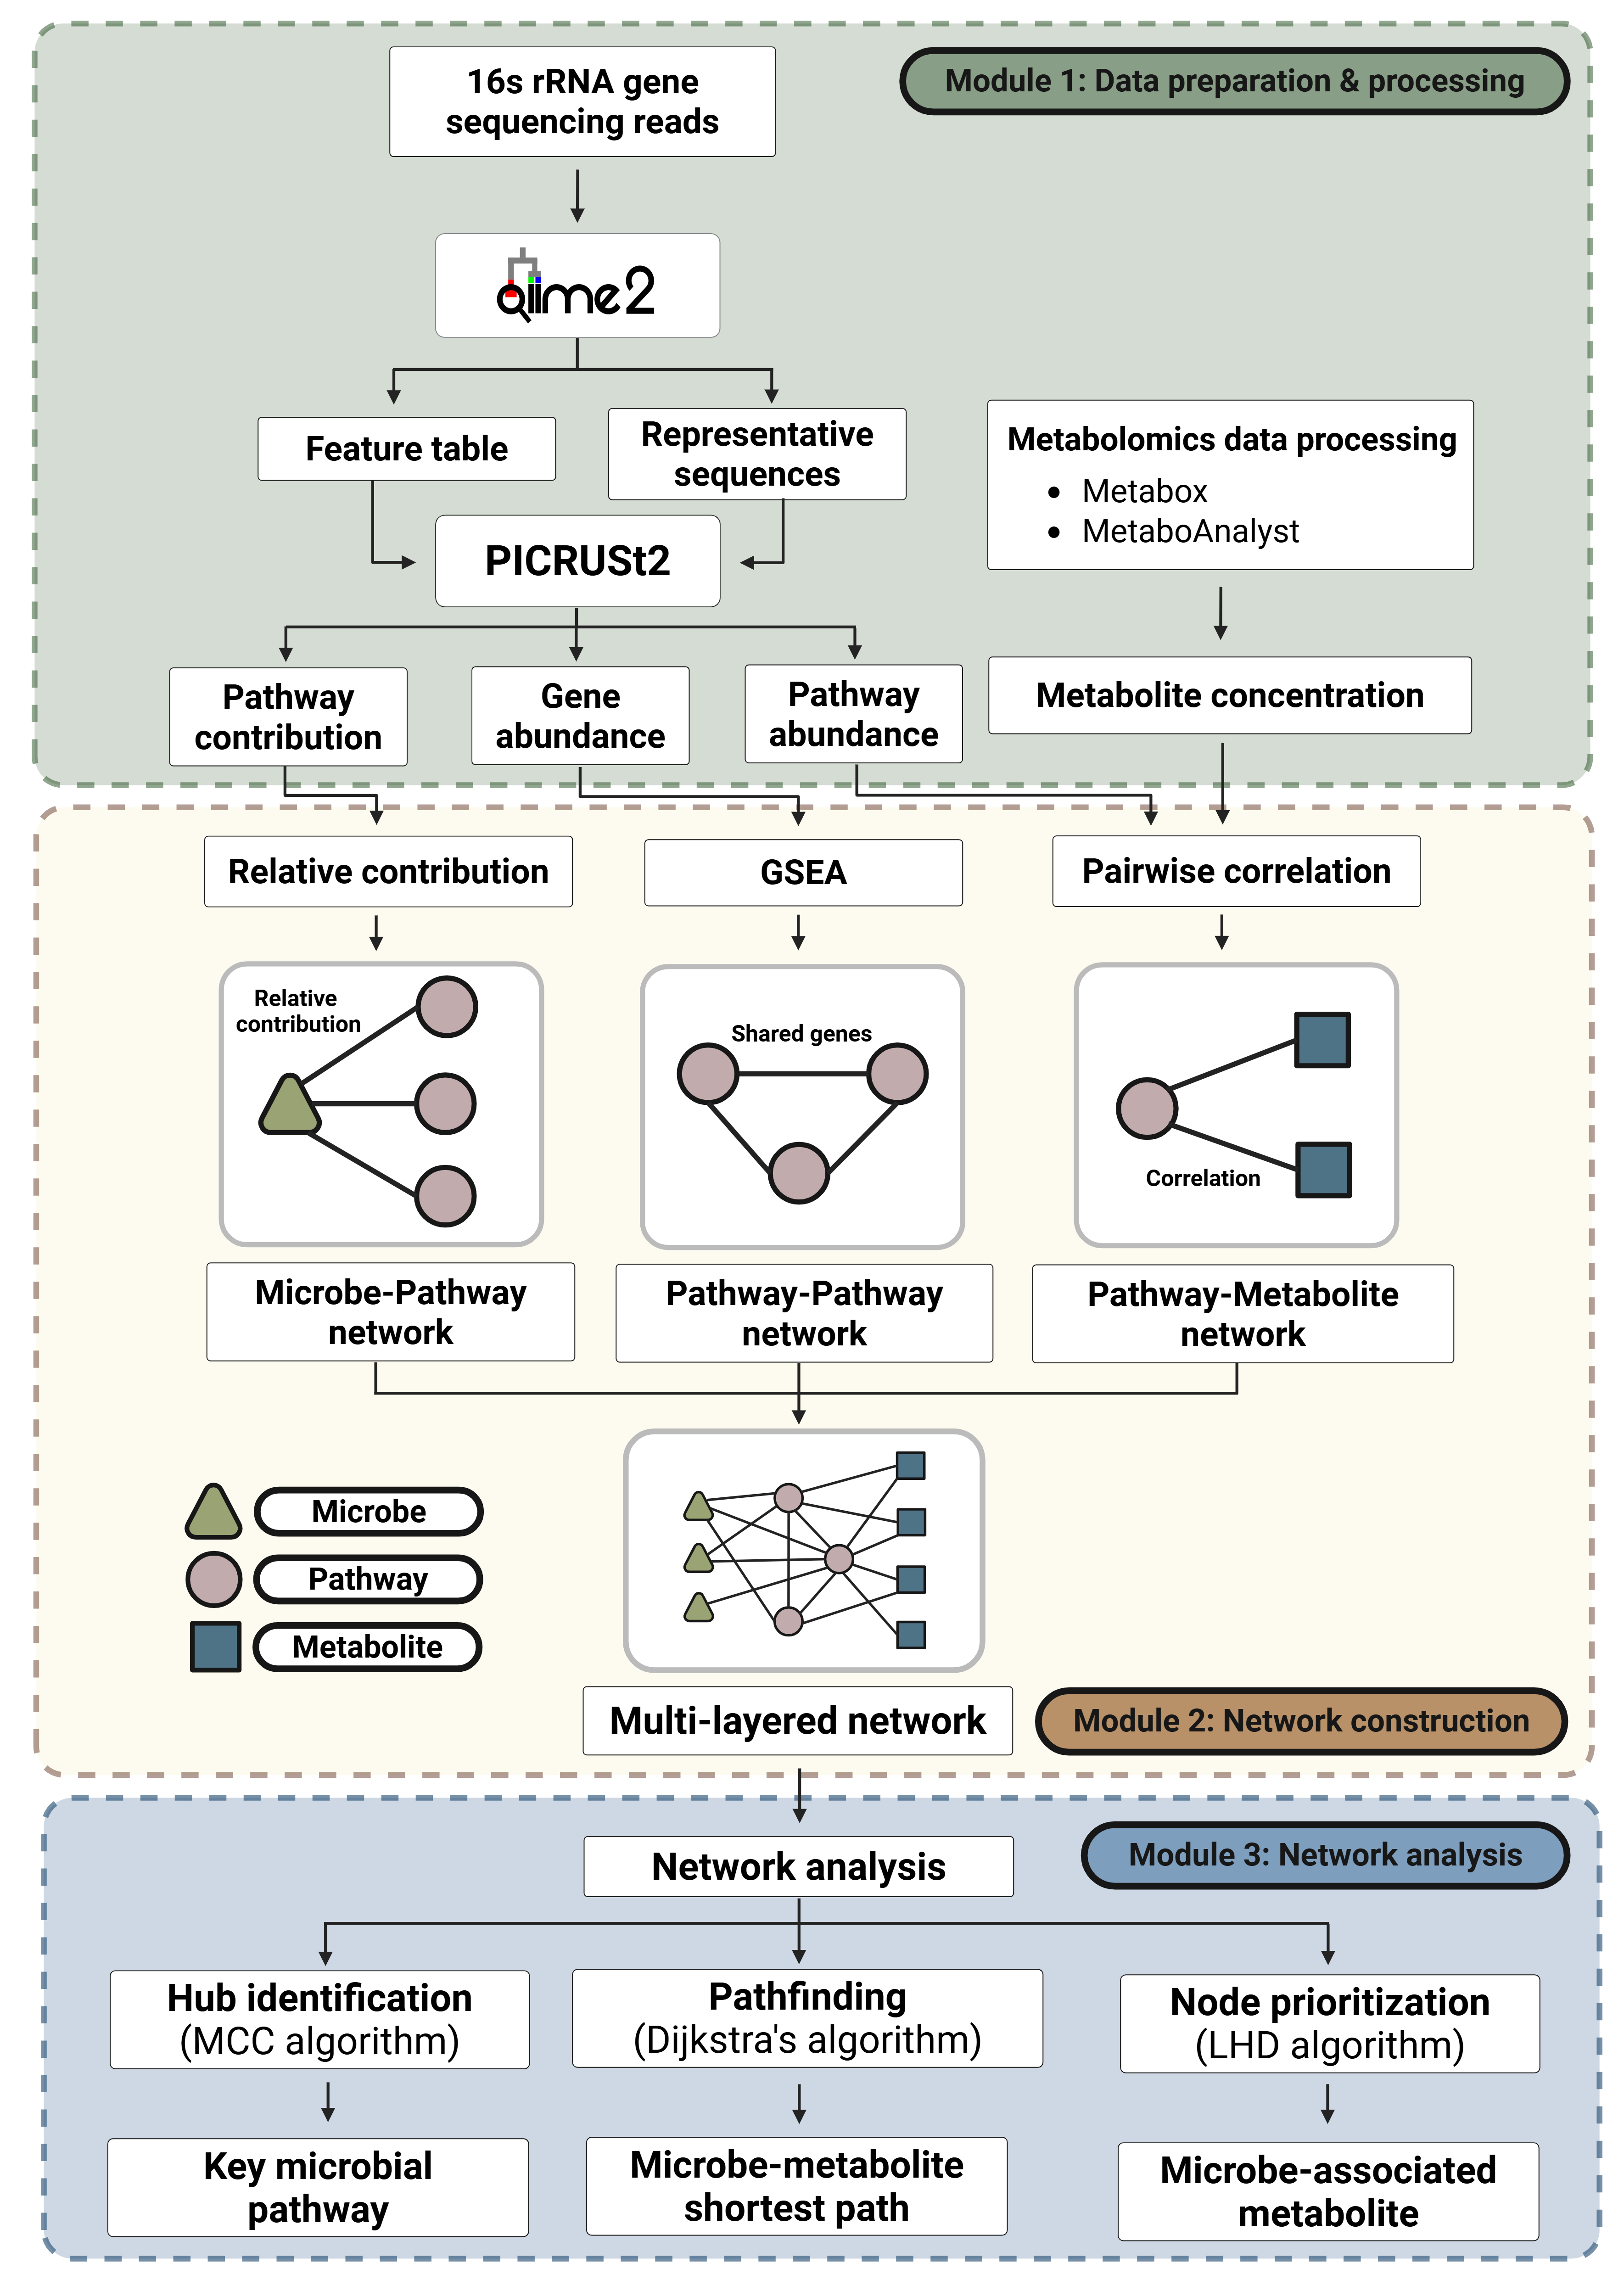 16s rRNA gene
sequencing reads
Module 1: Data preparation & processing
QIIME2
Feature table
Representative
sequences
Metabolomics data processing
• Metabox
• MetaboAnalyst
PICRUSt2
Pathway
contribution
Gene
abundance
Pathway
abundance
Metabolite concentration
Relative contribution
GSEA
Pairwise correlation
Relative
contribution
Shared genes
Correlation
Microbe-Pathway
network
Pathway-Pathway
network
Pathway-Metabolite
network
Microbe
Pathway
Metabolite
Multi-layered network
Module 2: Network construction
Network analysis
Module 3: Network analysis
Hub identification
(MCC algorithm)
Pathfinding
(Dijkstra's algorithm)
Node prioritization
(LHD algorithm)
Key microbial
pathway
Microbe-metabolite
shortest path
Microbe-associated
metabolite